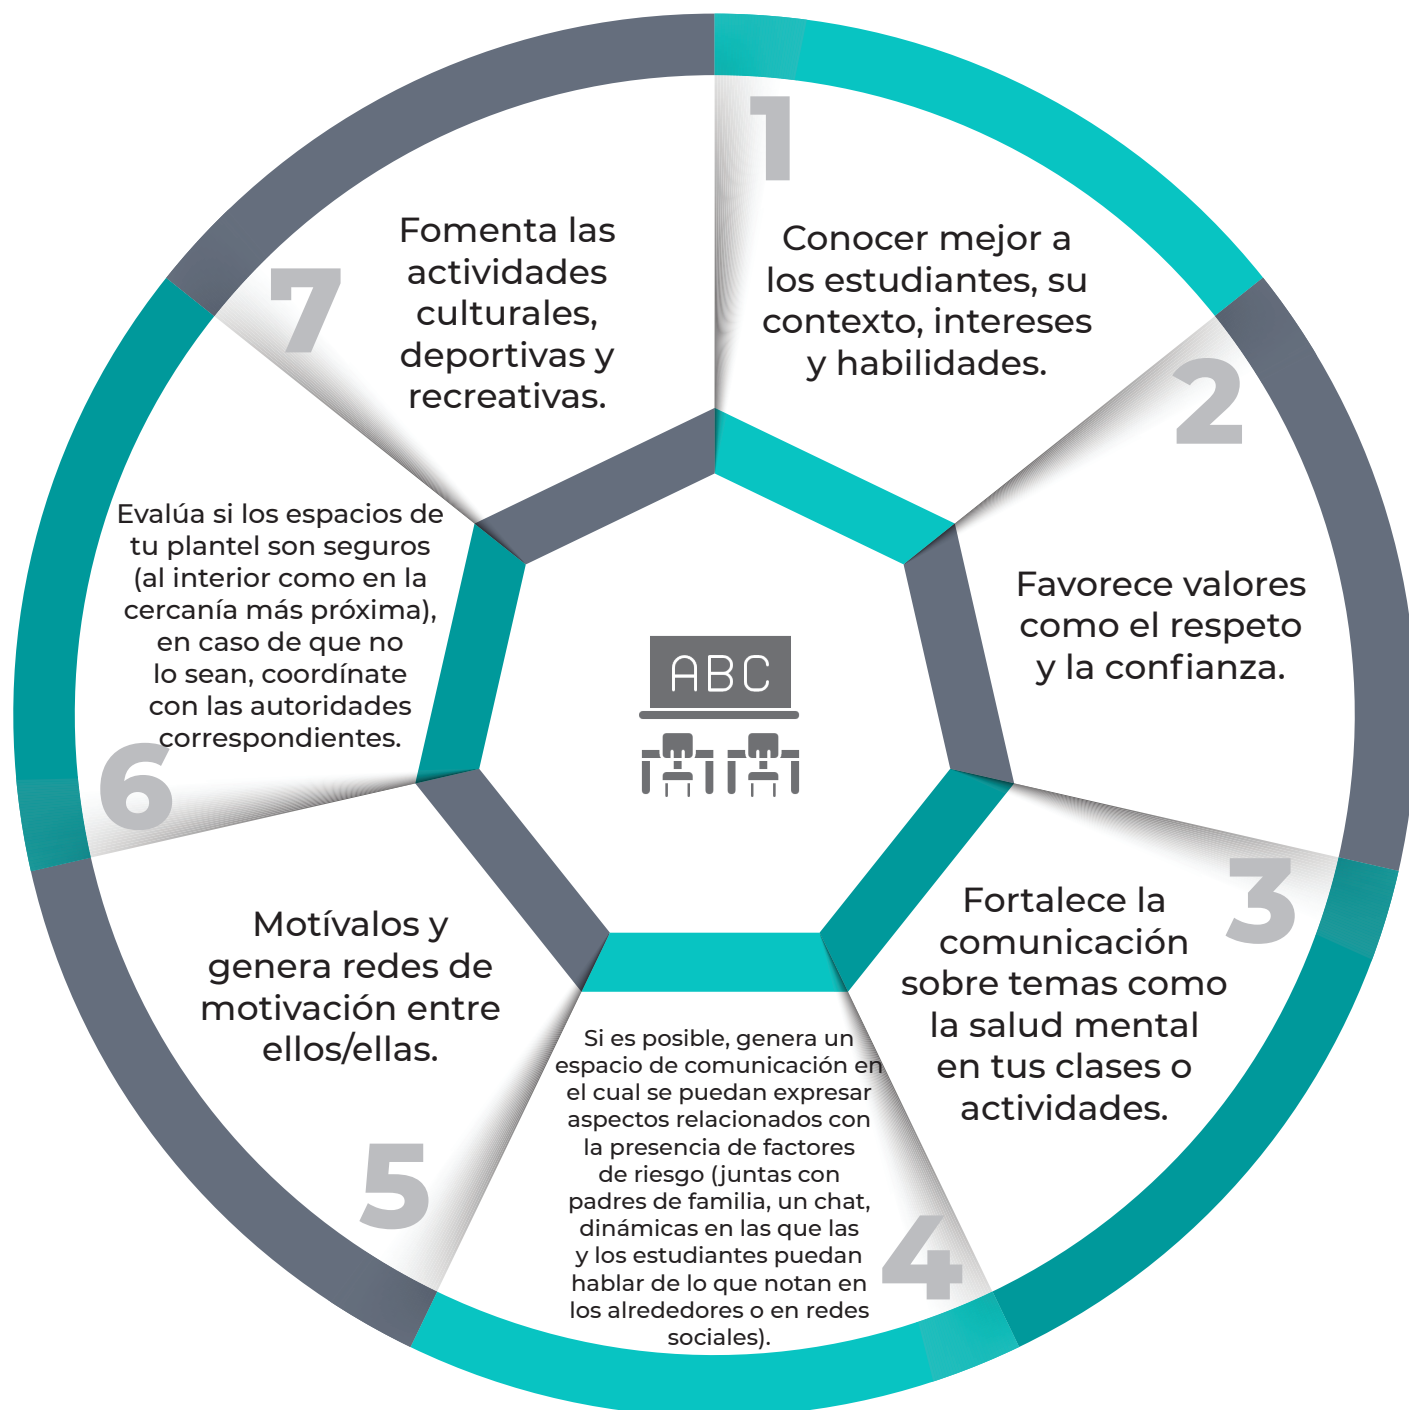 1
Conocer mejor a
los estudiantes, su
contexto, intereses
y habilidades.
2
Favorece valores
como el respeto
y la confianza.
3
Fortalece la
comunicación
sobre temas como
la salud mental
en tus clases o
actividades.
4
Si es posible, genera un
espacio de comunicación en
el cual se puedan expresar
aspectos relacionados con
la presencia de factores
de riesgo (juntas con
padres de familia, un chat,
dinámicas en las que las
y los estudiantes puedan
hablar de lo que notan en
los alrededores o en redes
sociales).
5
Motívalos y
genera redes de
motivación entre
ellos/ellas.
6
Evalúa si los espacios de
tu plantel son seguros
(al interior como en la
cercanía más próxima),
en caso de que no
lo sean, coordínate
con las autoridades
correspondientes.
7
Fomenta las
actividades
culturales,
deportivas y
recreativas.
ABC